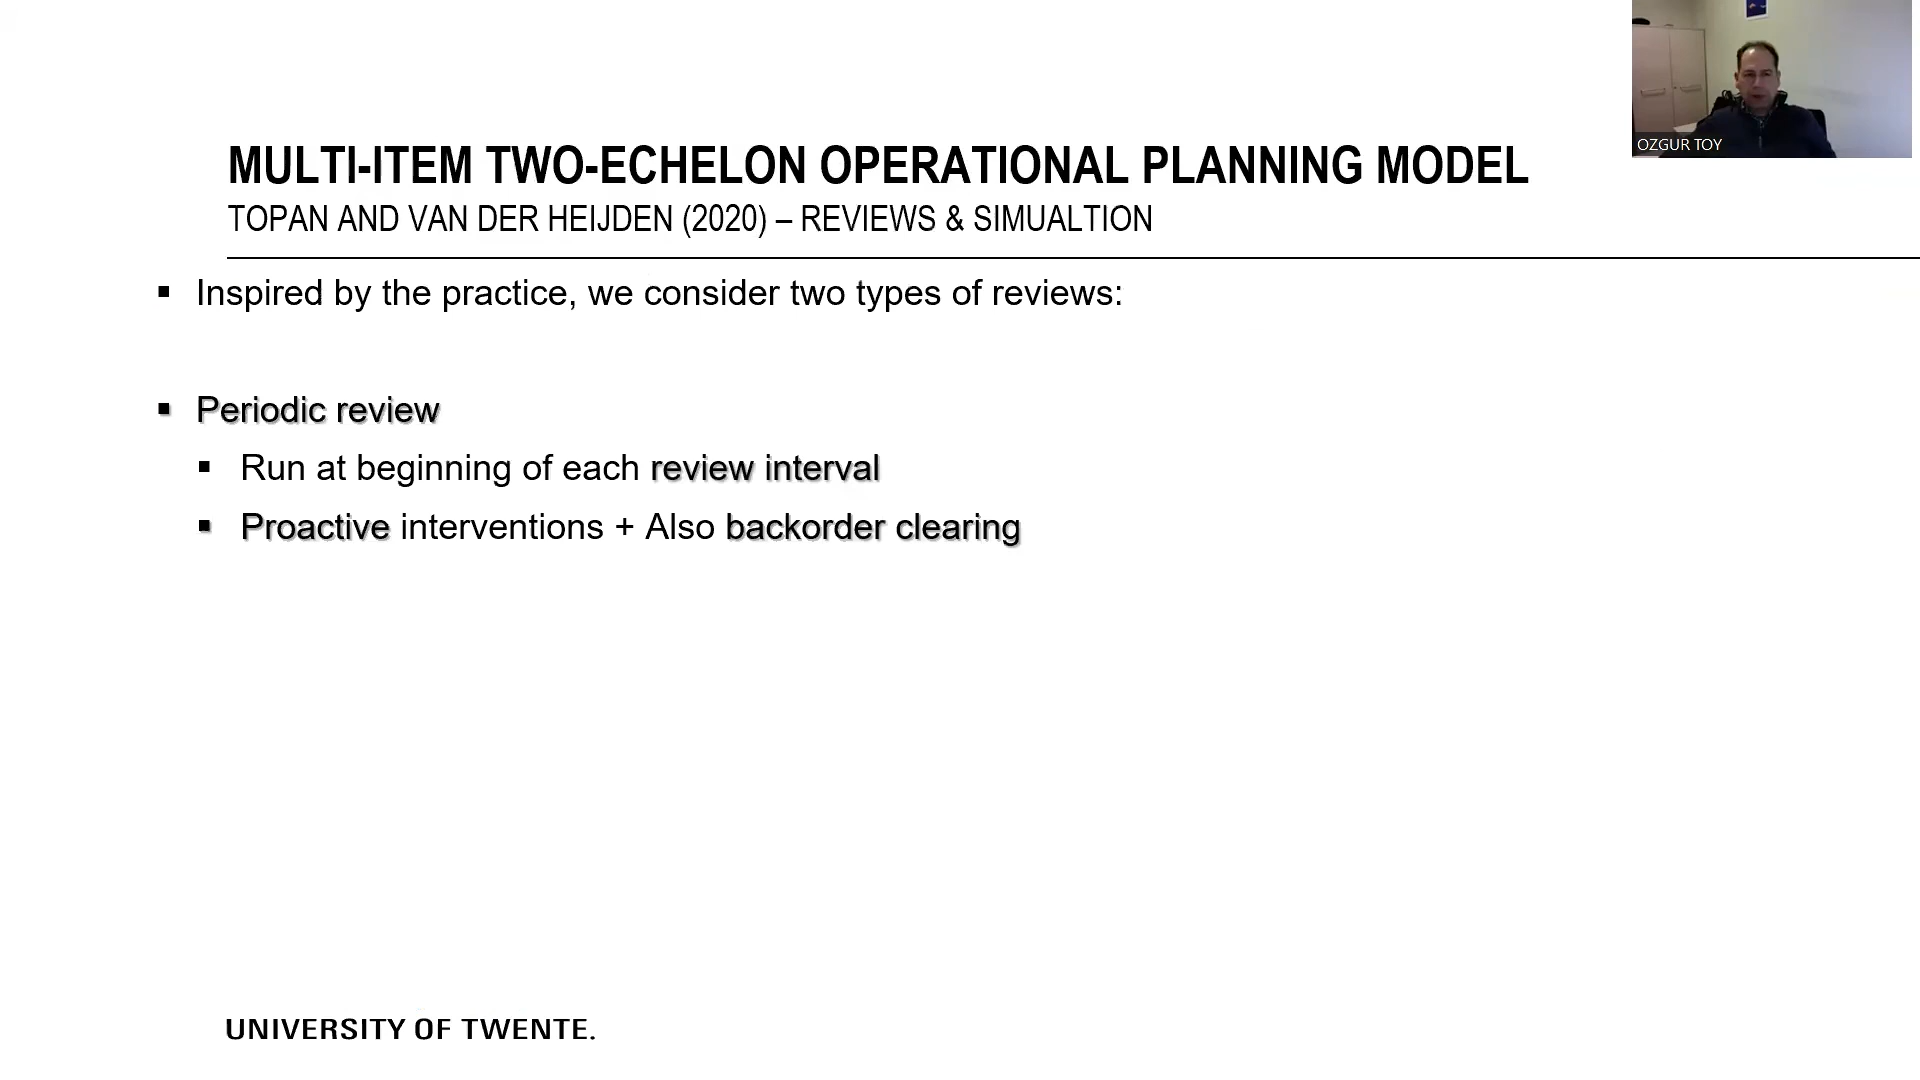 OZGUR TOY
MULTI-ITEM TWO-ECHELON OPERATIONAL PLANNING MODEL
TOPAN AND VAN DER HEIJDEN (2020) – REVIEWS & SIMUALTION
▪ Inspired by the practice, we consider two types of reviews:
▪ Periodic review
▪ Run at beginning of each review interval
▪ Proactive interventions + Also backorder clearing
UNIVERSITY OF TWENTE.